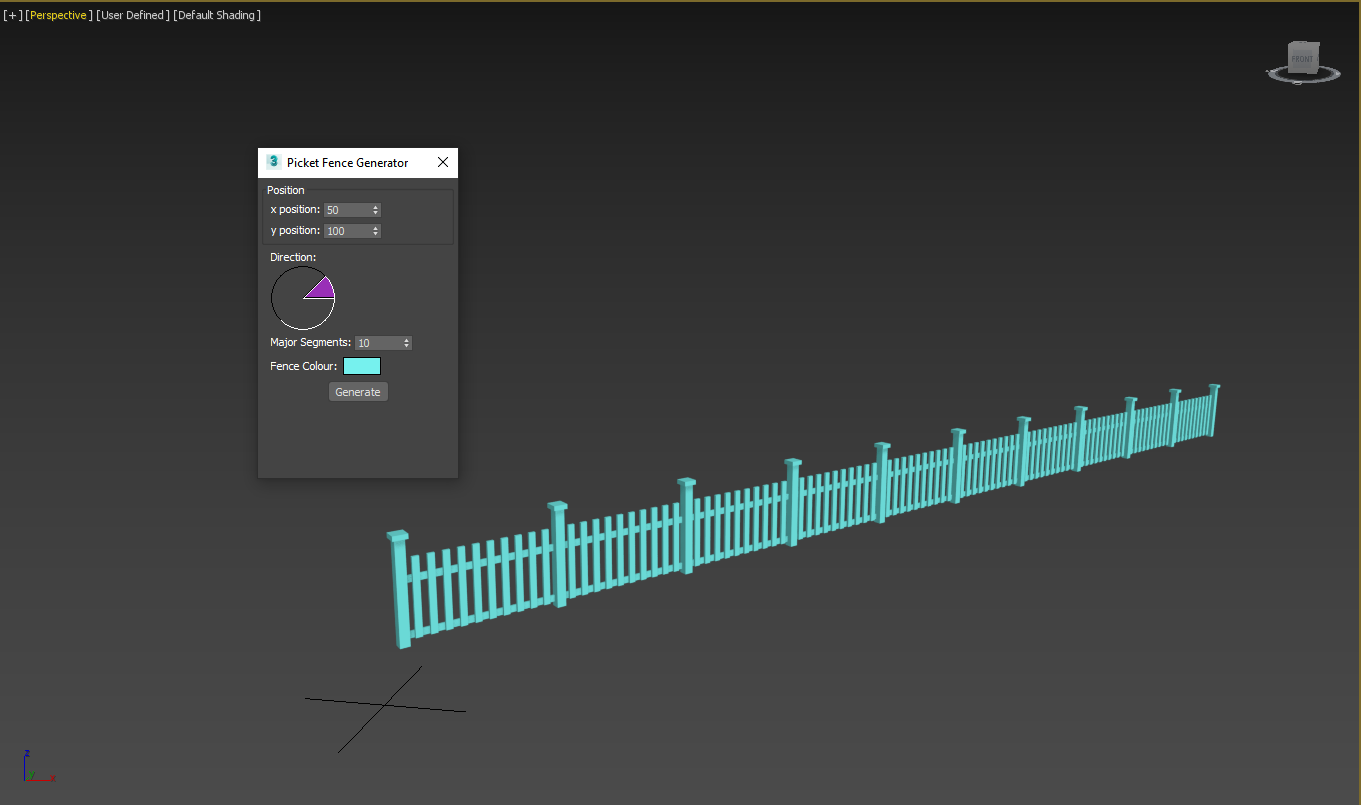 [+] [Perspective ] [User Defined ] [Default Shading ]
FRONT
3 Picket Fence Generator
Position
x position: 50
y position: 100
Direction:
Major Segments: 10
Fence Colour:
Generate
z
y
x